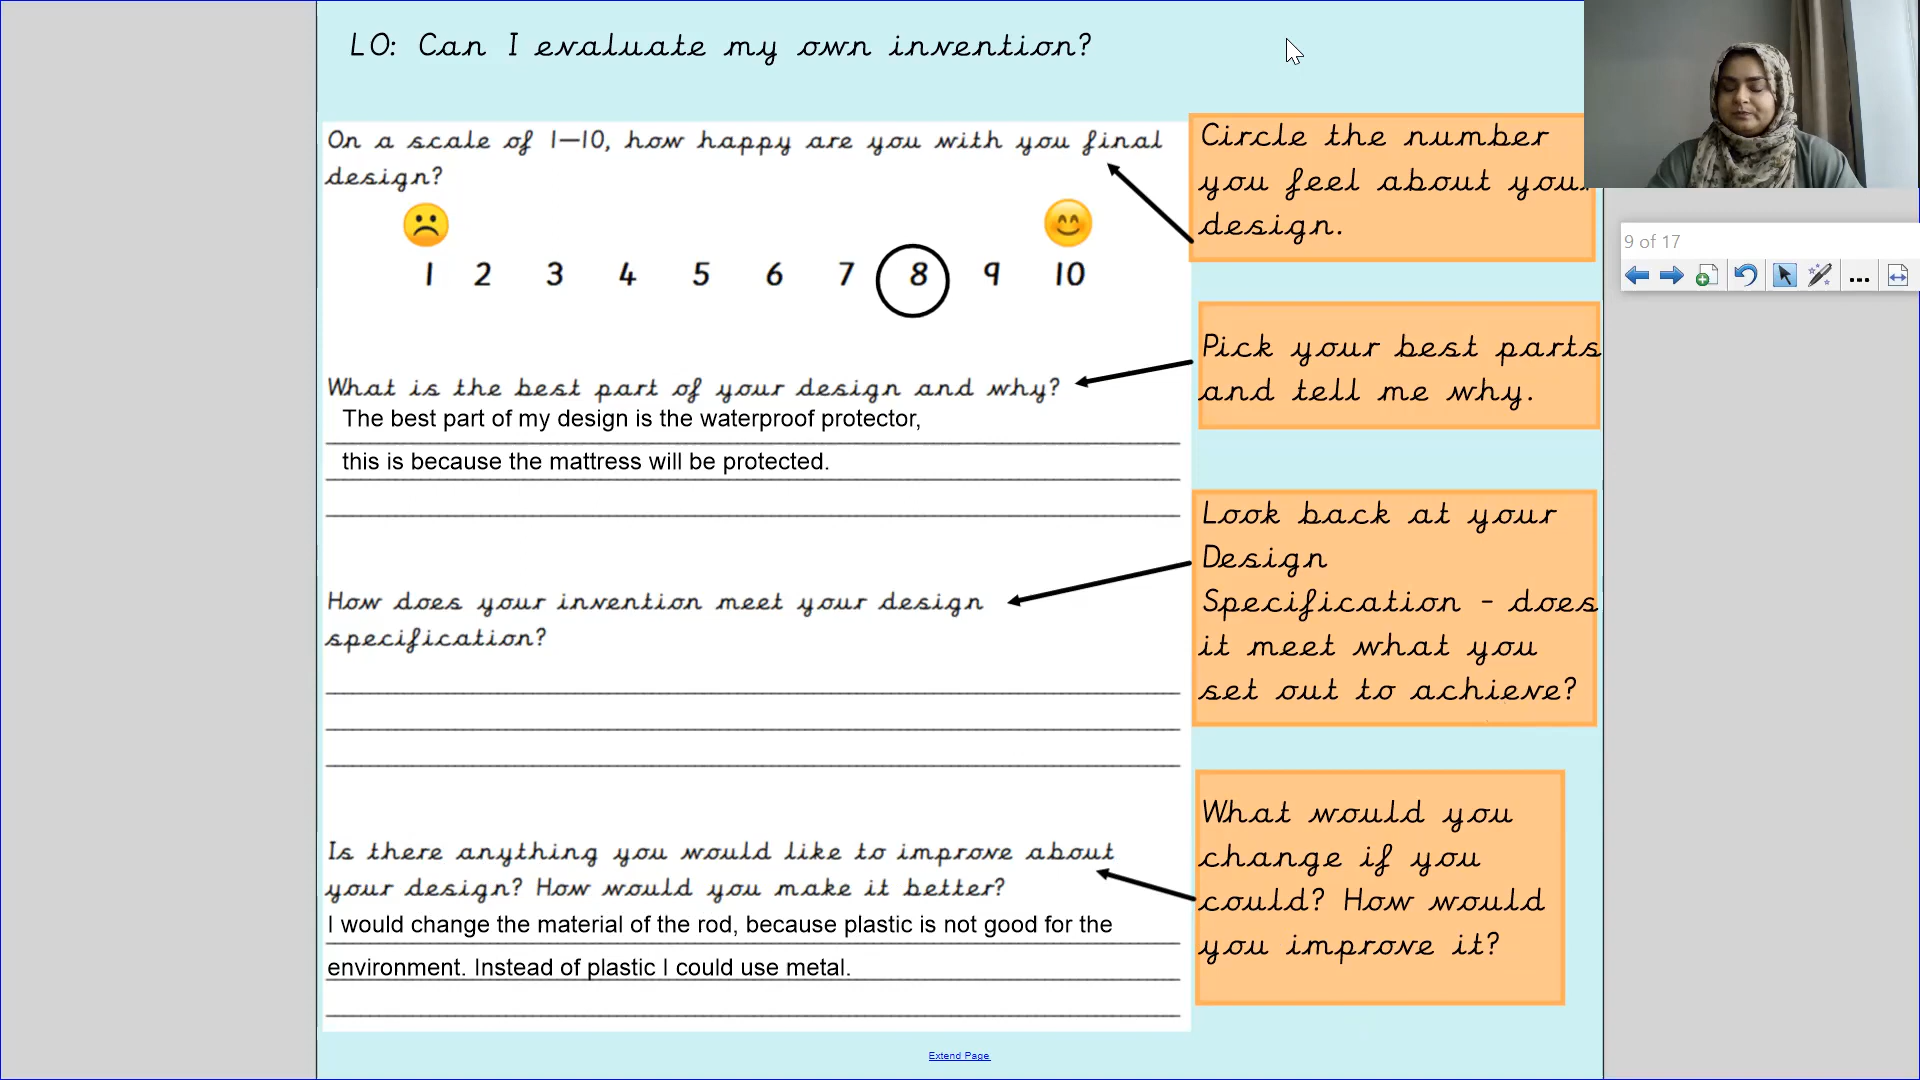 LO: Can I evaluate my own invention?
On a scale of 1—10, how happy are you with you final
design?
1 2 3 4 5 6 7 8 9 10
What is the best part of your design and why?
The best part of my design is the waterproof protector,
this is because the mattress will be protected.
How does your invention meet your design
specification?
Is there anything you would like to improve about
your design? How would you make it better?
I would change the material of the rod, because plastic is not good for the
environment. Instead of plastic I could use metal.
Circle the number
you feel about your
design.
Pick your best parts
and tell me why.
Look back at your
Design
Specification - does
it meet what you
set out to achieve?
What would you
change if you
could? How would
you improve it?
9 of 17
Extend Page